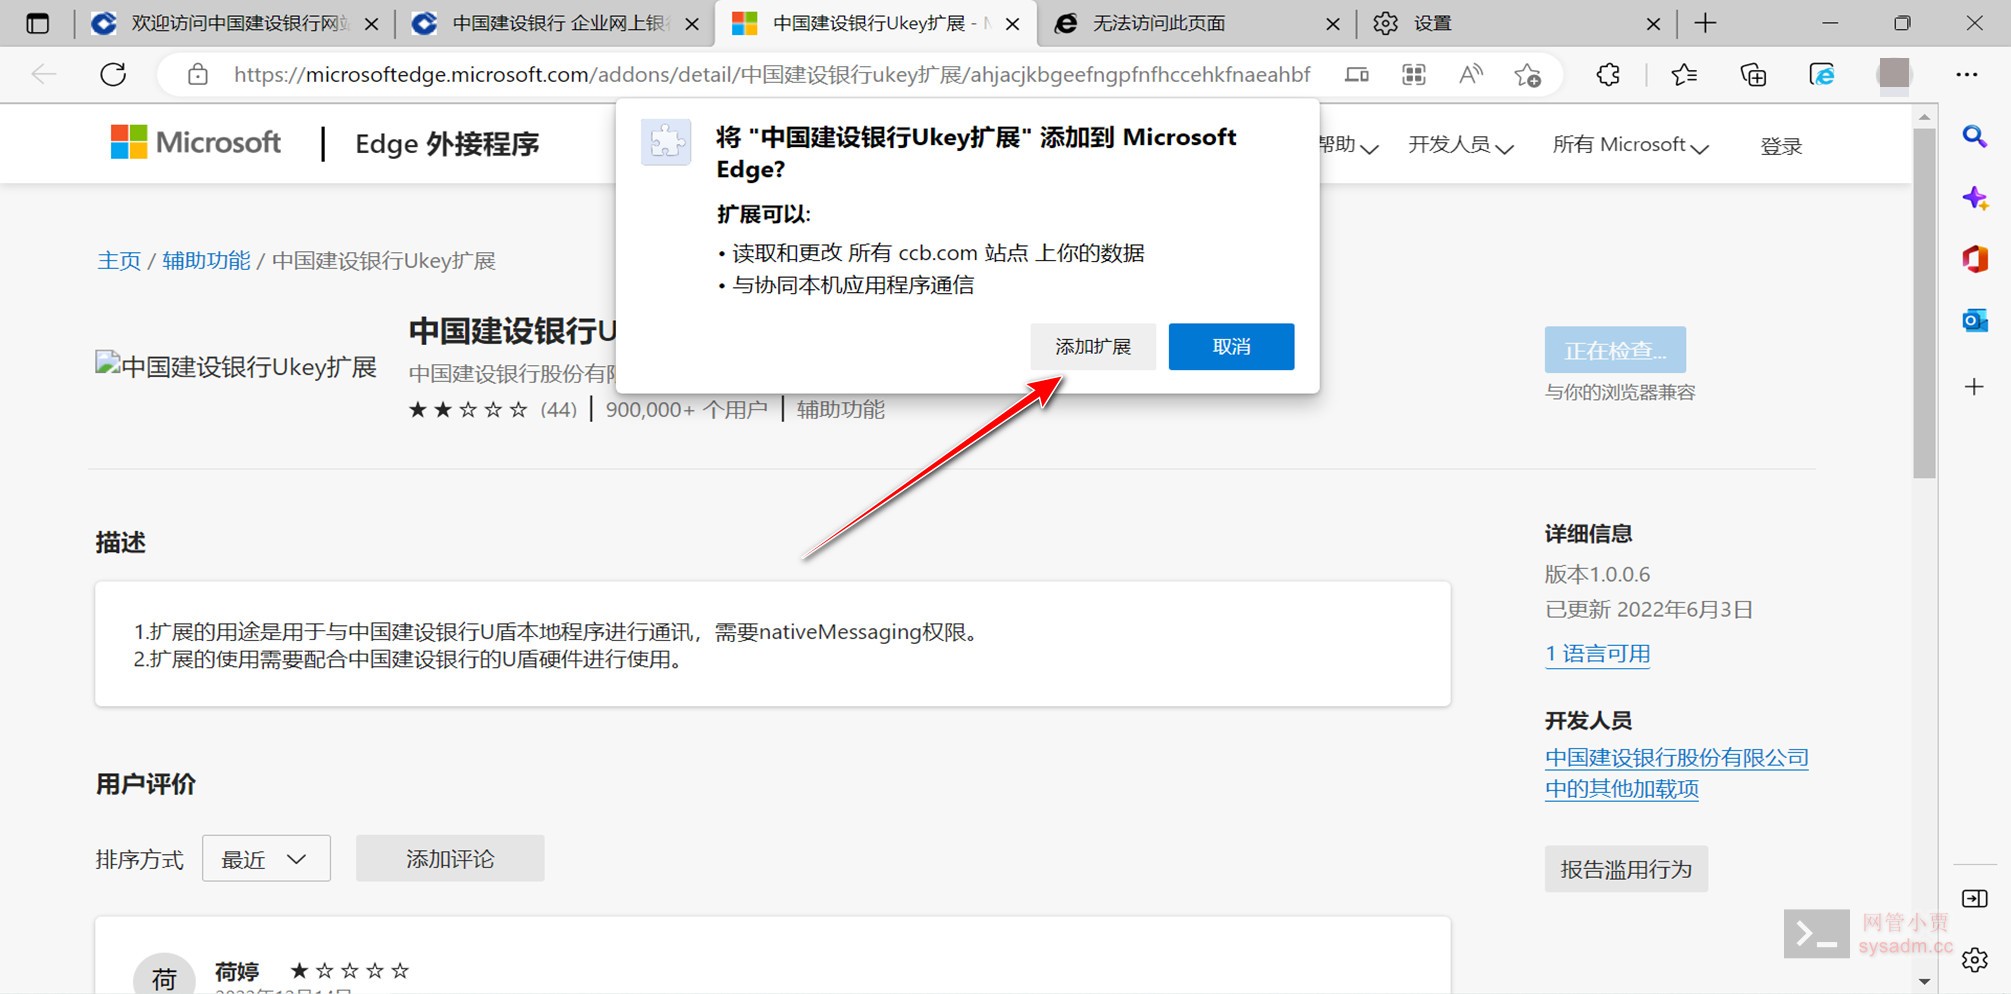 欢迎访问中国建设银行网站
中国建设银行 企业网上银行
中国建设银行Ukey扩展 - M
无法访问此页面
设置
https://microsoftedge.microsoft.com/addons/detail/中国建设银行ukey扩展/ahjacjkbgeefngpfnfhccehkfnaeahbf
Microsoft
Edge 外接程序
帮助
开发人员
所有 Microsoft
登录
将 "中国建设银行Ukey扩展" 添加到 Microsoft
Edge?
扩展可以:
• 读取和更改 所有 ccb.com 站点 上你的数据
• 与协同本机应用程序通信
添加扩展
取消
主页 / 辅助功能 / 中国建设银行Ukey扩展
中国建设银行Ukey扩展
中国建设银行U
中国建设银行股份有限
★★☆☆☆ (44) | 900,000+ 个用户 | 辅助功能
正在检查...
与你的浏览器兼容
描述
1.扩展的用途是用于与中国建设银行U盾本地程序进行通讯，需要nativeMessaging权限。
2.扩展的使用需要配合中国建设银行的U盾硬件进行使用。
详细信息
版本1.0.0.6
已更新 2022年6月3日
1 语言可用
开发人员
中国建设银行股份有限公司
中的其他加载项
报告滥用行为
用户评价
排序方式
最近
添加评论
荷
荷婷 ★☆☆☆☆
网管小贾
sysadm.cc